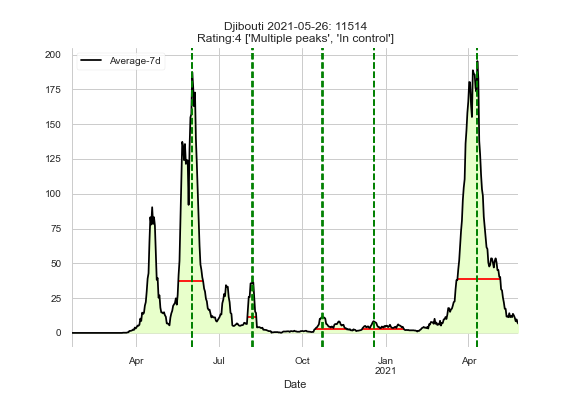 Djibouti 2021-05-26: 11514
Rating:4 ['Multiple peaks', 'In control']
Average-7d
200
175
150
125
100
75
50
25
0
Apr
Jul
Oct
Jan
2021
Apr
Date